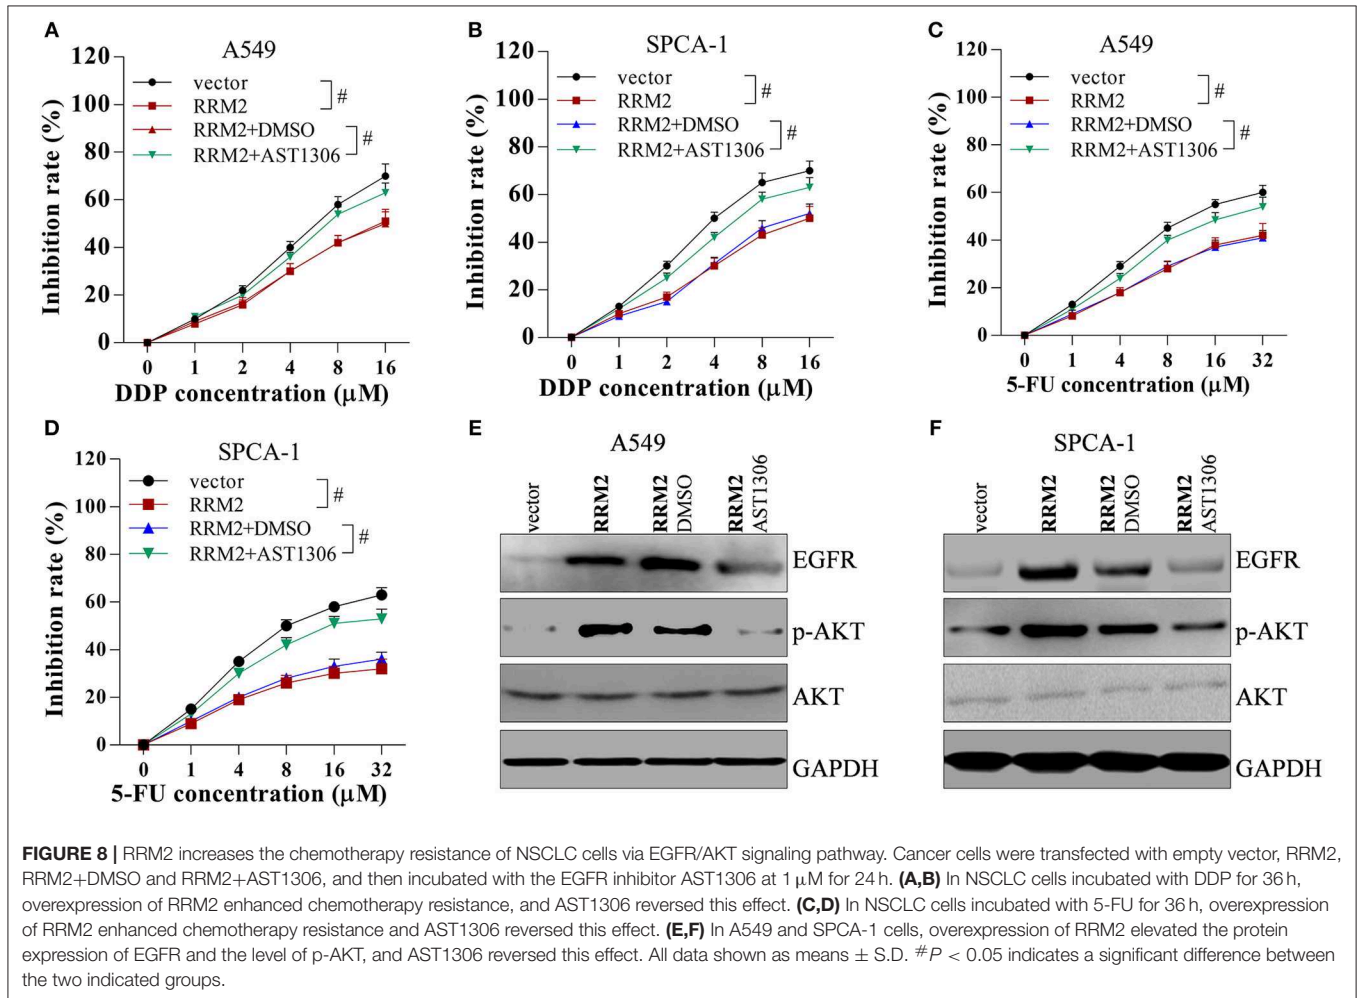 A
A549
120
100
80
60
40
20
0
Inhibition rate (%)
vector
RRM2
#
RRM2+DMSO
RRM2+AST1306
#
0 1 2 4 8 16
DDP concentration (μM)
B
SPCA-1
120
100
80
60
40
20
0
Inhibition rate (%)
vector
RRM2
#
RRM2+DMSO
RRM2+AST1306
#
0 1 2 4 8 16
DDP concentration (μM)
C
A549
120
100
80
60
40
20
0
Inhibition rate (%)
vector
RRM2
#
RRM2+DMSO
RRM2+AST1306
#
0 1 4 8 16 32
5-FU concentration (μM)
D
SPCA-1
120
100
80
60
40
20
0
Inhibition rate (%)
vector
RRM2
#
RRM2+DMSO
RRM2+AST1306
#
0 1 4 8 16 32
5-FU concentration (μM)
E
A549
vector
RRM2
RRM2
DMSO
RRM2
AST1306
EGFR
p-AKT
AKT
GAPDH
F
SPCA-1
vector
RRM2
RRM2
DMSO
RRM2
AST1306
EGFR
p-AKT
AKT
GAPDH
FIGURE 8 | RRM2 increases the chemotherapy resistance of NSCLC cells via EGFR/AKT signaling pathway. Cancer cells were transfected with empty vector, RRM2,
RRM2+DMSO and RRM2+AST1306, and then incubated with the EGFR inhibitor AST1306 at 1 μM for 24 h. (A,B) In NSCLC cells incubated with DDP for 36 h,
overexpression of RRM2 enhanced chemotherapy resistance, and AST1306 reversed this effect. (C,D) In NSCLC cells incubated with 5-FU for 36 h, overexpression
of RRM2 enhanced chemotherapy resistance and AST1306 reversed this effect. (E,F) In A549 and SPCA-1 cells, overexpression of RRM2 elevated the protein
expression of EGFR and the level of p-AKT, and AST1306 reversed this effect. All data shown as means ± S.D. #P < 0.05 indicates a significant difference between
the two indicated groups.